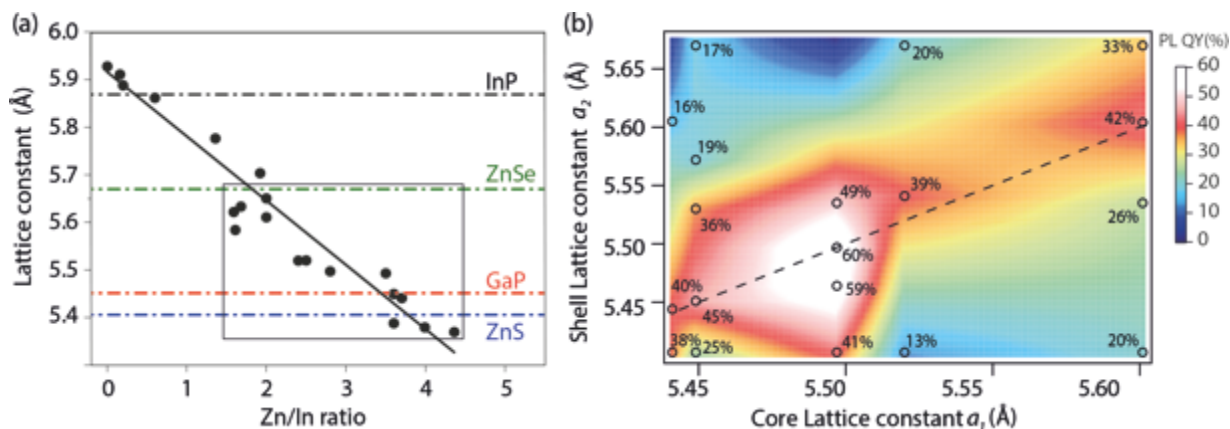 (a)
6.0
5.9
5.8
5.7
5.6
5.5
5.4
Lattice constant (Å)
InP
ZnSe
GaP
ZnS
0 1 2 3 4 5
Zn/In ratio
(b)
5.65
5.60
5.55
5.50
5.45
Shell Lattice constant a₂ (Å)
17% 20% 33%
16% 42%
19%
49% 39%
36% 26%
60%
40% 59%
45%
38% 25% 41% 13% 20%
5.45 5.50 5.55 5.60
Core Lattice constant a₁(Å)
PL QY(%)
60
50
40
30
20
10
0